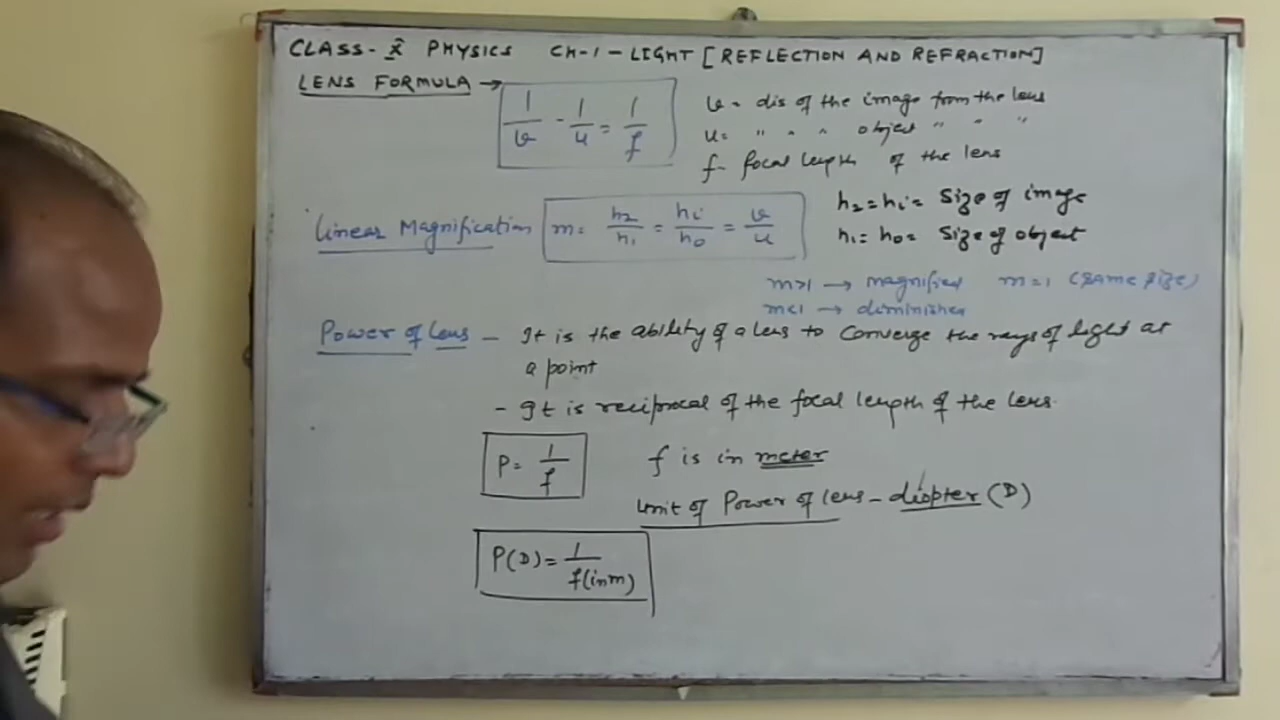 CLASS-X PHYSICS CH-1-LIGHT [REFLECTION AND REFRACTION]
LENS FORMULA → 1/v - 1/u = 1/f
v = dis of the image from the lens
u = " " " object " " "
f- focal length of the lens
Linear Magnification m = h₂/h₁ = hi/ho = v/u
h₂ = hi = Size of image
h₁ = ho = Size of object
m>1 → magnified m=1 (same size)
m<1 → diminished
Power of Lens - It is the ability of a lens to converge the rays of light at
a point
- It is reciprocal of the focal length of the lens.
P = 1/f f is in meter
Unit of Power of lens - diopter (D)
P(D) = 1/f(in m)